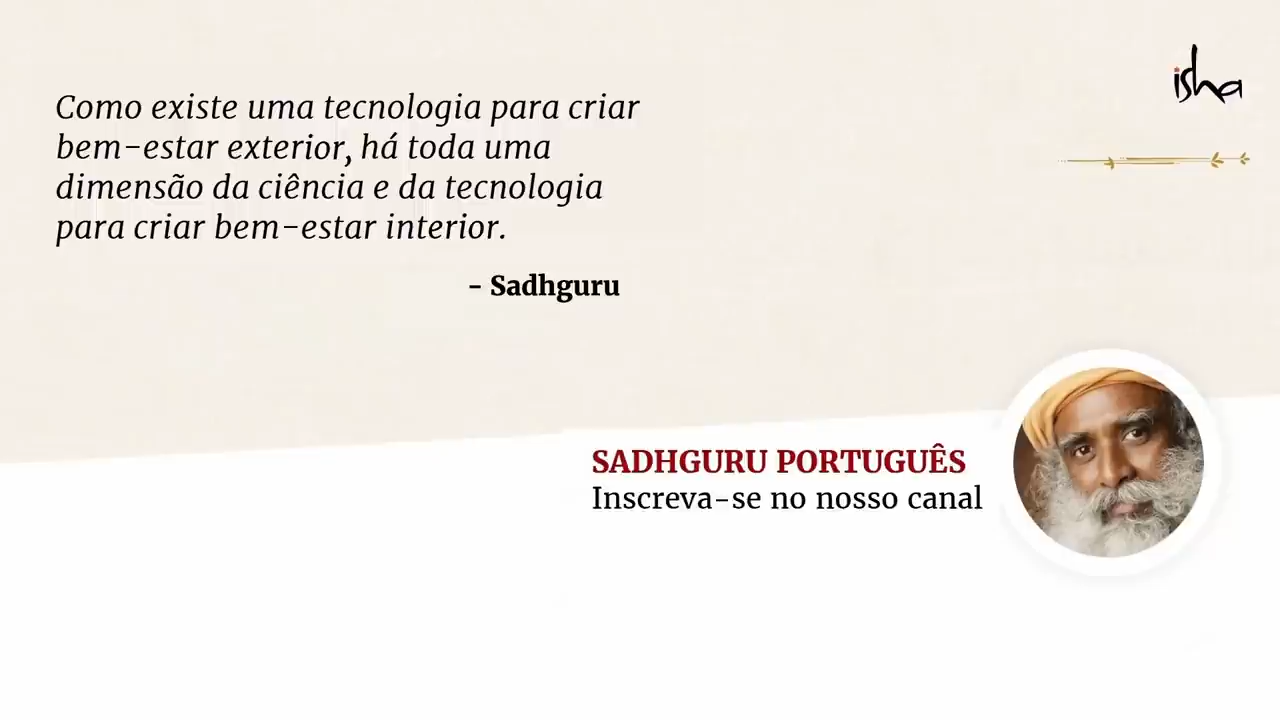 Como existe uma tecnologia para criar
bem-estar exterior, há toda uma
dimensão da ciência e da tecnologia
para criar bem-estar interior.
- Sadhguru
isha
SADHGURU PORTUGUÊS
Inscreva-se no nosso canal